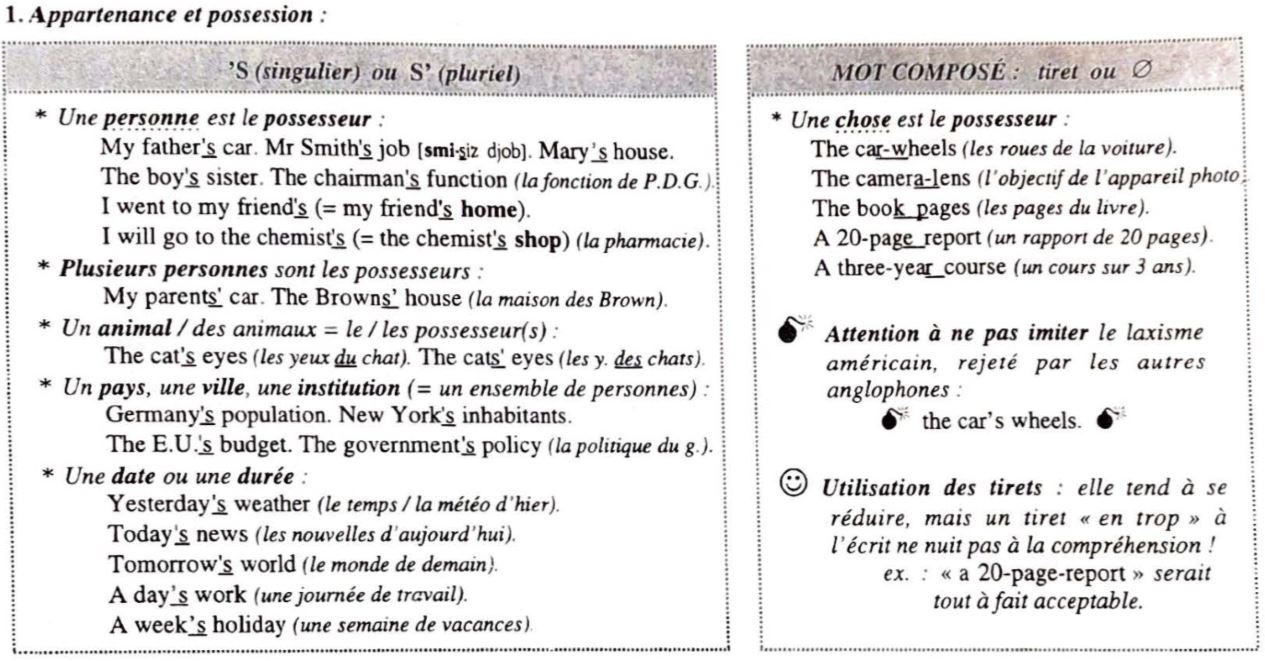 1. Appartenance et possession :
'S (singulier) ou S' (pluriel)
* Une personne est le possesseur :
My father's car. Mr Smith's job [smi-siz djob]. Mary's house.
The boy's sister. The chairman's function (la fonction de P.D.G.).
I went to my friend's (= my friend's home).
I will go to the chemist's (= the chemist's shop) (la pharmacie).
* Plusieurs personnes sont les possesseurs :
My parents' car. The Browns' house (la maison des Brown).
* Un animal / des animaux = le / les possesseur(s) :
The cat's eyes (les yeux du chat). The cats' eyes (les y. des chats).
* Un pays, une ville, une institution (= un ensemble de personnes) :
Germany's population. New York's inhabitants.
The E.U.'s budget. The government's policy (la politique du g.).
* Une date ou une durée :
Yesterday's weather (le temps / la météo d'hier).
Today's news (les nouvelles d'aujourd'hui).
Tomorrow's world (le monde de demain).
A day's work (une journée de travail).
A week's holiday (une semaine de vacances).
MOT COMPOSÉ : tiret ou ∅
* Une chose est le possesseur :
The car-wheels (les roues de la voiture).
The camera-lens (l'objectif de l'appareil photo).
The book pages (les pages du livre).
A 20-page report (un rapport de 20 pages).
A three-year course (un cours sur 3 ans).
Attention à ne pas imiter le laxisme
américain, rejeté par les autres
anglophones :
the car's wheels.
Utilisation des tirets : elle tend à se
réduire, mais un tiret « en trop » à
l'écrit ne nuit pas à la compréhension !
ex. : « a 20-page-report » serait
tout à fait acceptable.